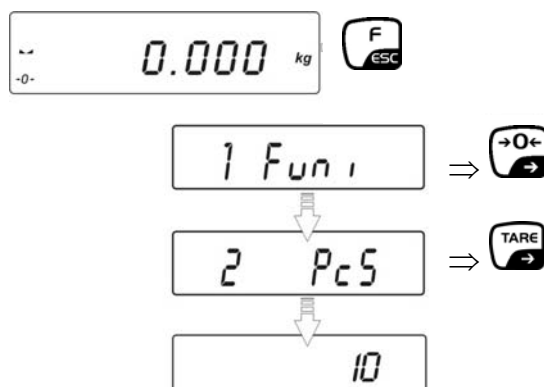 0.000 kg
-0-
F
ESC
1 Funi
⇒ →0←
2 PcS
⇒ TARE
10